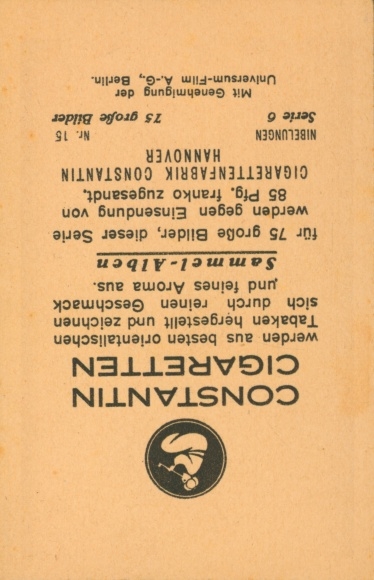 CONSTANTIN
CIGARETTEN
werden aus besten orientalischen
Tabaken hergestellt und zeichnen
sich durch reinen Geschmack
und feines Aroma aus.
Sammel-Alben
für 75 große Bilder, dieser Serie
werden gegen Einsendung von
85 Pfg. franko zugesandt.
CIGARETTENFABRIK CONSTANTIN
HANNOVER
NIBELUNGEN Nr. 15
Serie 6 75 große Bilder
Mit Genehmigung der
Universum-Film A.-G., Berlin.